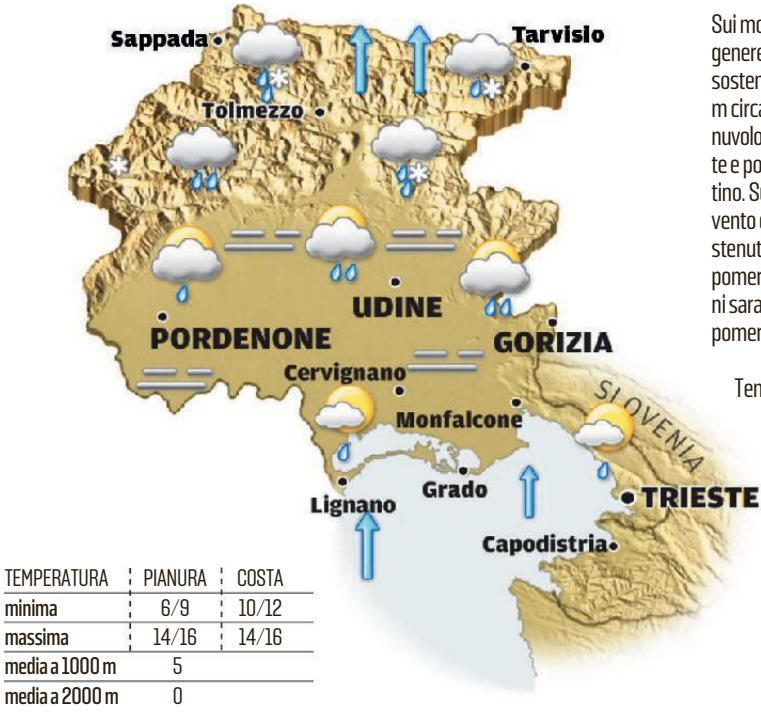 Sappada
Tarvisio
Tolmezzo
UDINE
PORDENONE
GORIZIA
Cervignano
Monfalcone
SLOVENIA
Lignano
Grado
TRIESTE
Capodistria
TEMPERATURA PIANURA COSTA
minima 6/9 10/12
massima 14/16 14/16
media a 1000 m 5
media a 2000 m 0
Sui mo
genere
sosten
m circa
nuvolo
te e po
tino. Su
vento
stenut
pomer
ni sara
pomer
Ten